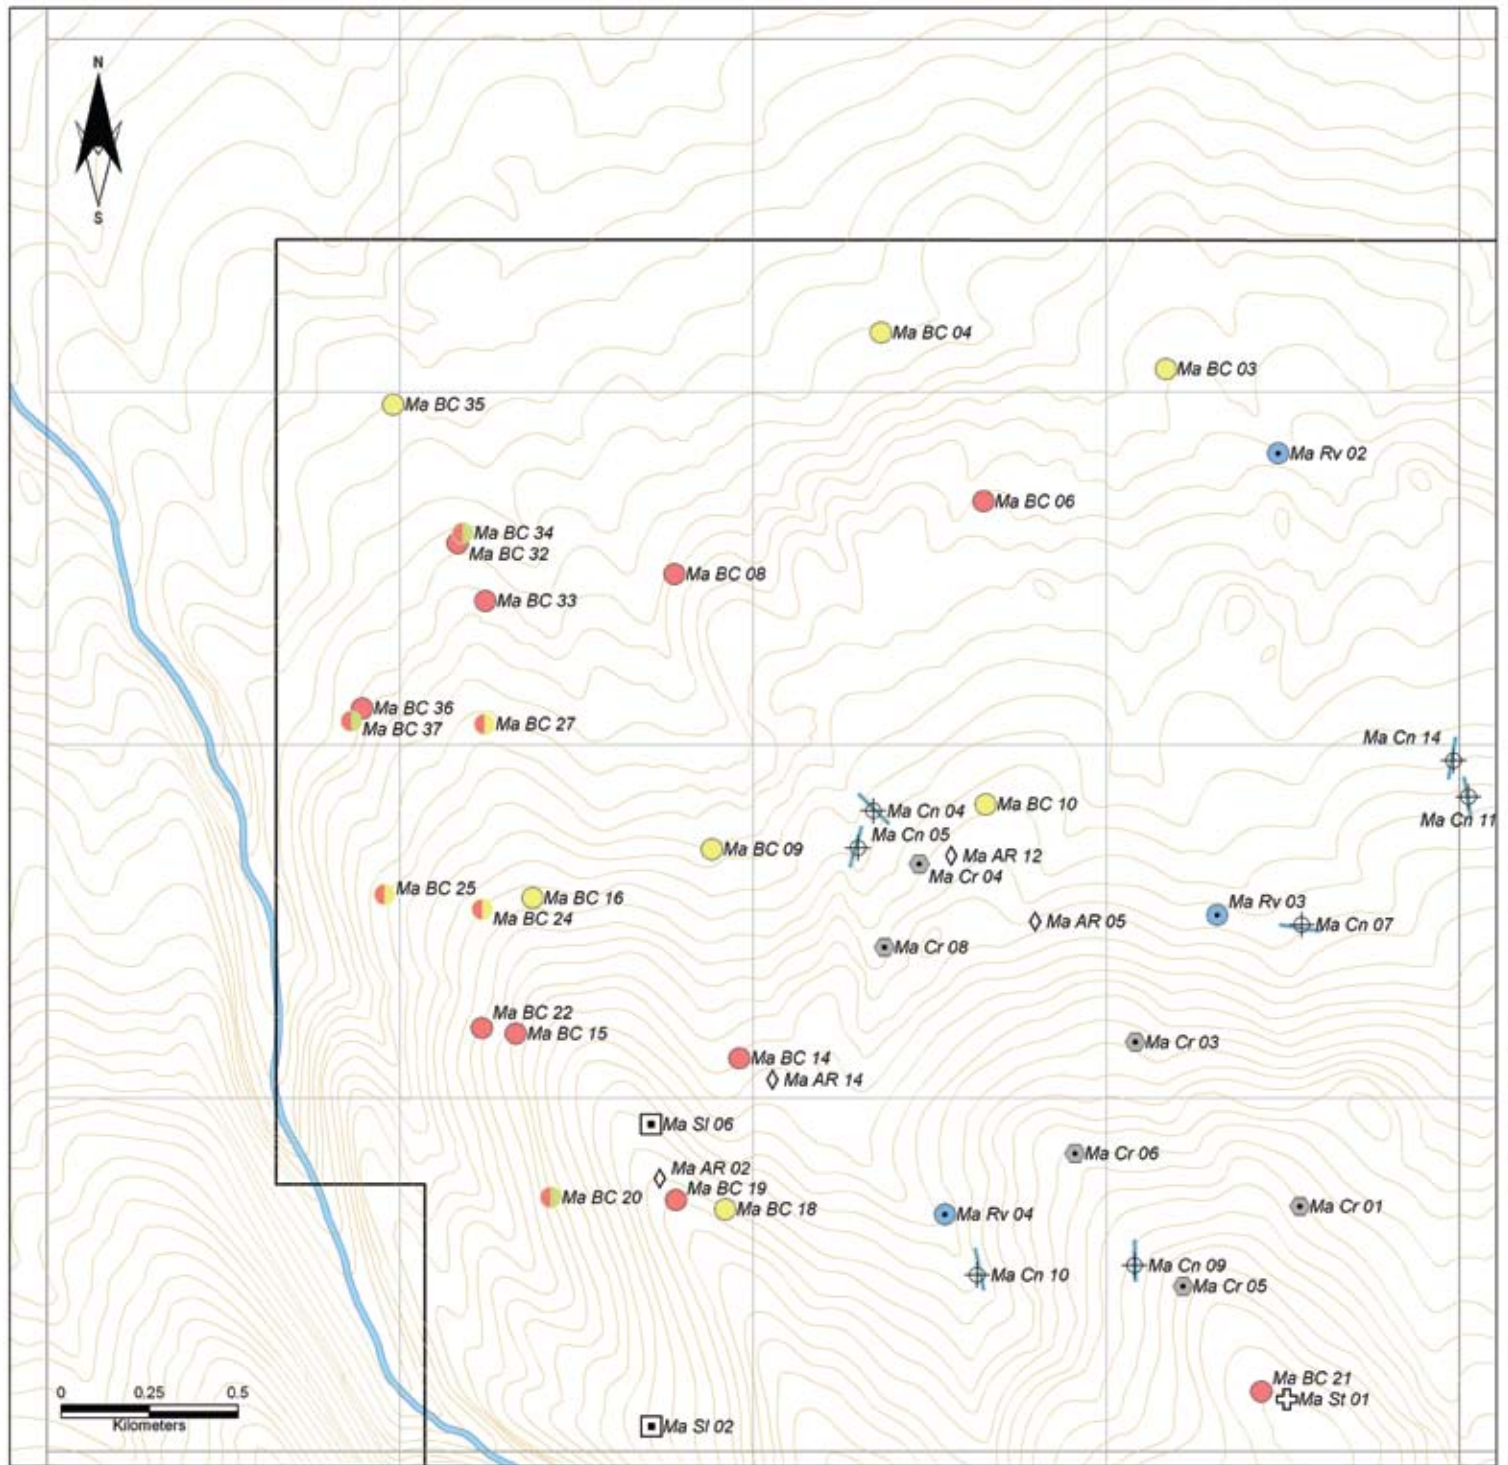 N
S
Ma BC 04
Ma BC 03
Ma BC 35
Ma Rv 02
Ma BC 06
Ma BC 34
Ma BC 32
Ma BC 08
Ma BC 33
Ma BC 36
Ma BC 37
Ma BC 27
Ma Cn 14
Ma Cn 04
Ma BC 10
Ma Cn 11
Ma Cn 05
Ma BC 09
Ma AR 12
Ma Cr 04
Ma BC 25
Ma BC 16
Ma BC 24
Ma Rv 03
Ma AR 05
Ma Cn 07
Ma Cr 08
Ma BC 22
Ma BC 15
Ma Cr 03
Ma BC 14
Ma AR 14
Ma Sl 06
Ma Cr 06
Ma AR 02
Ma BC 19
Ma BC 20
Ma BC 18
Ma Rv 04
Ma Cr 01
Ma Cn 09
Ma Cn 10
Ma Cr 05
Ma BC 21
Ma St 01
0 0.25 0.5
Kilometers
Ma Sl 02